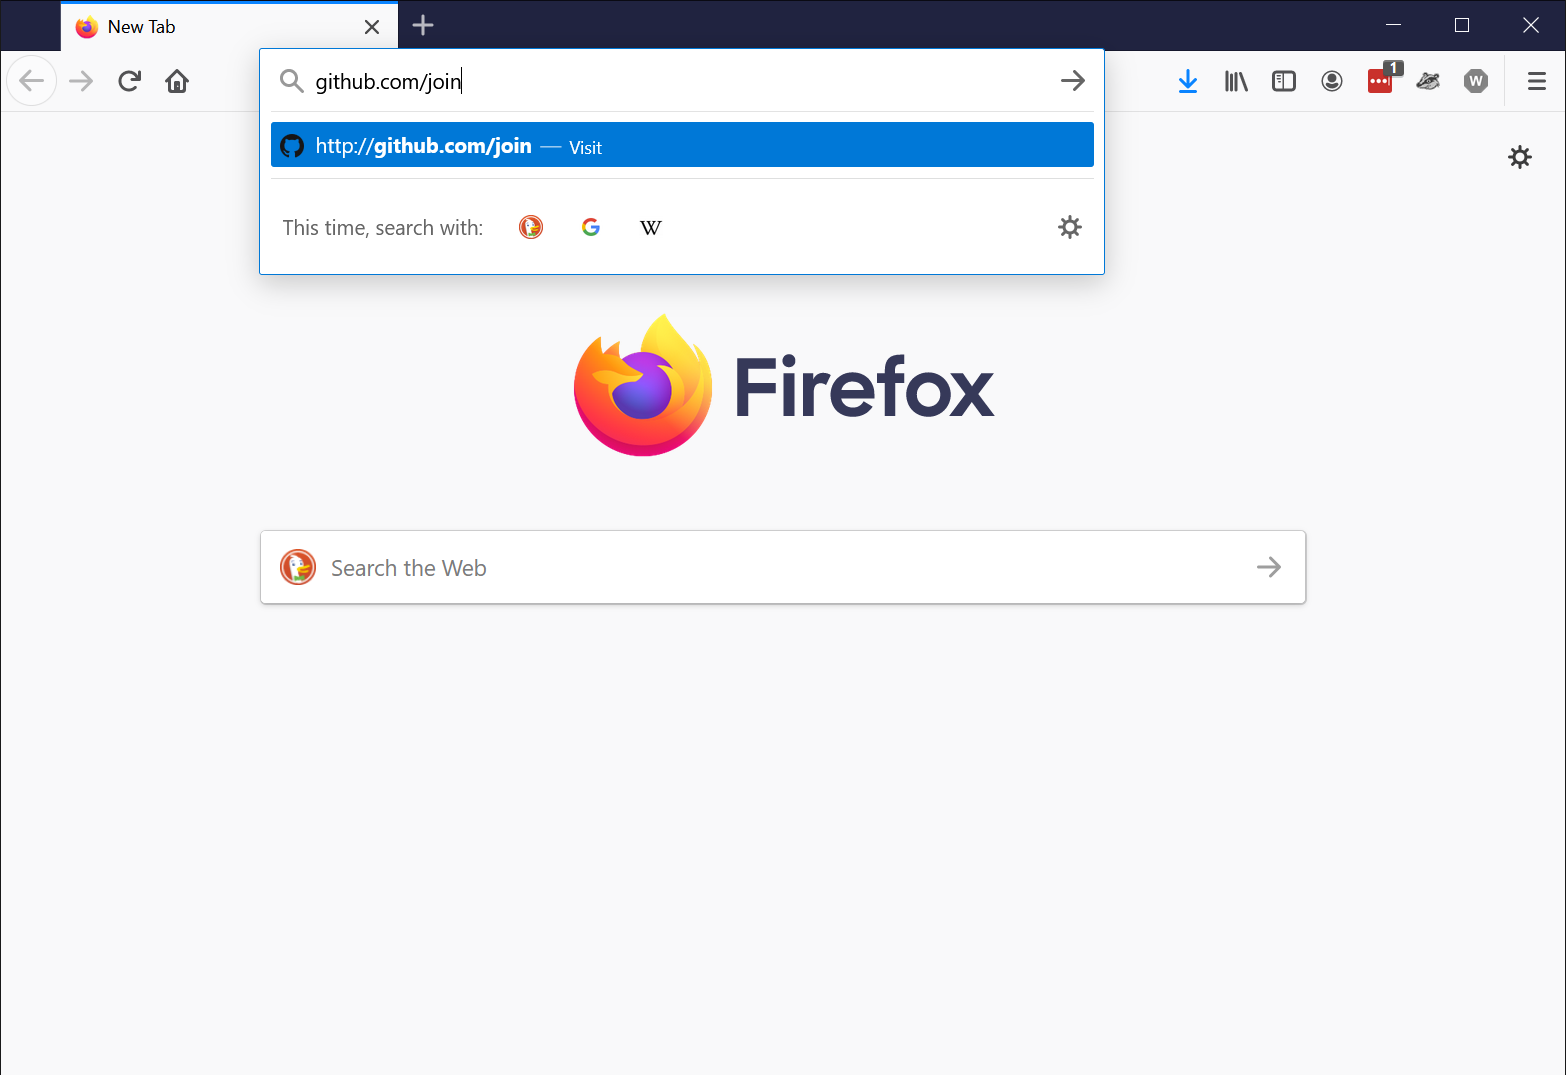 New Tab
github.com/join
1
W
http://github.com/join — Visit
This time, search with: G W
Firefox
Search the Web